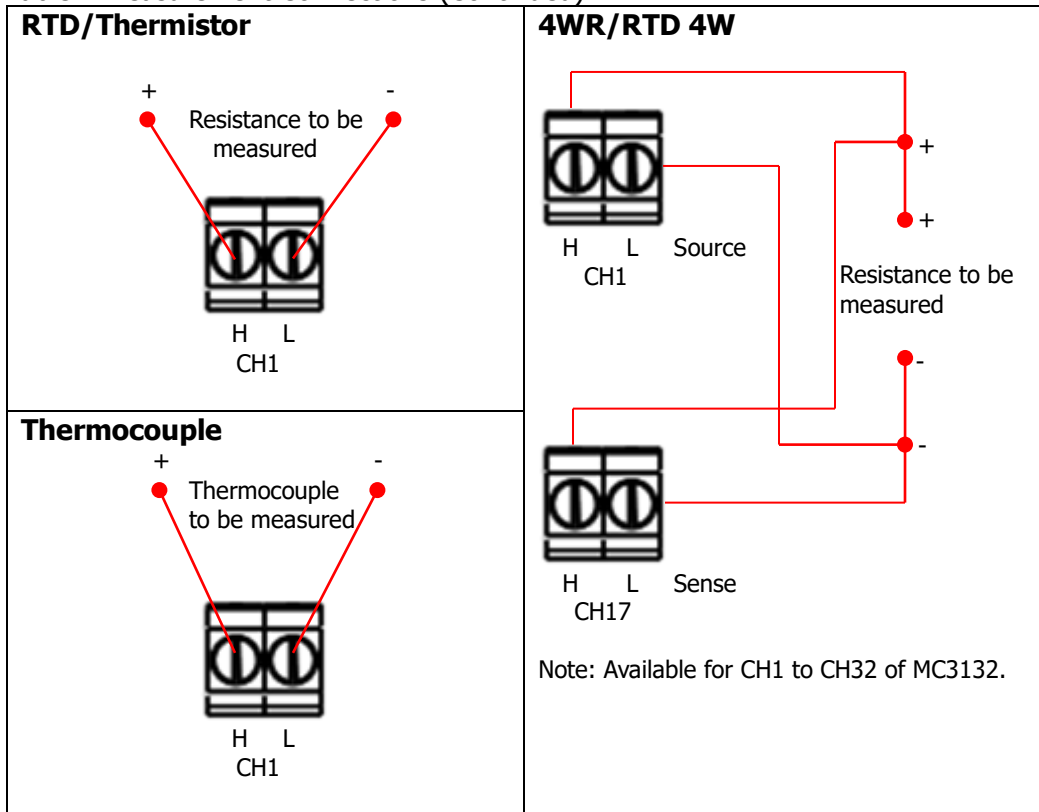 RTD/Thermistor
+ -
Resistance to be
measured
H L
CH1
Thermocouple
+ -
Thermocouple
to be measured
H L
CH1
4WR/RTD 4W
+
+
H L Source
CH1
Resistance to be
measured
-
-
H L Sense
CH17
Note: Available for CH1 to CH32 of MC3132.